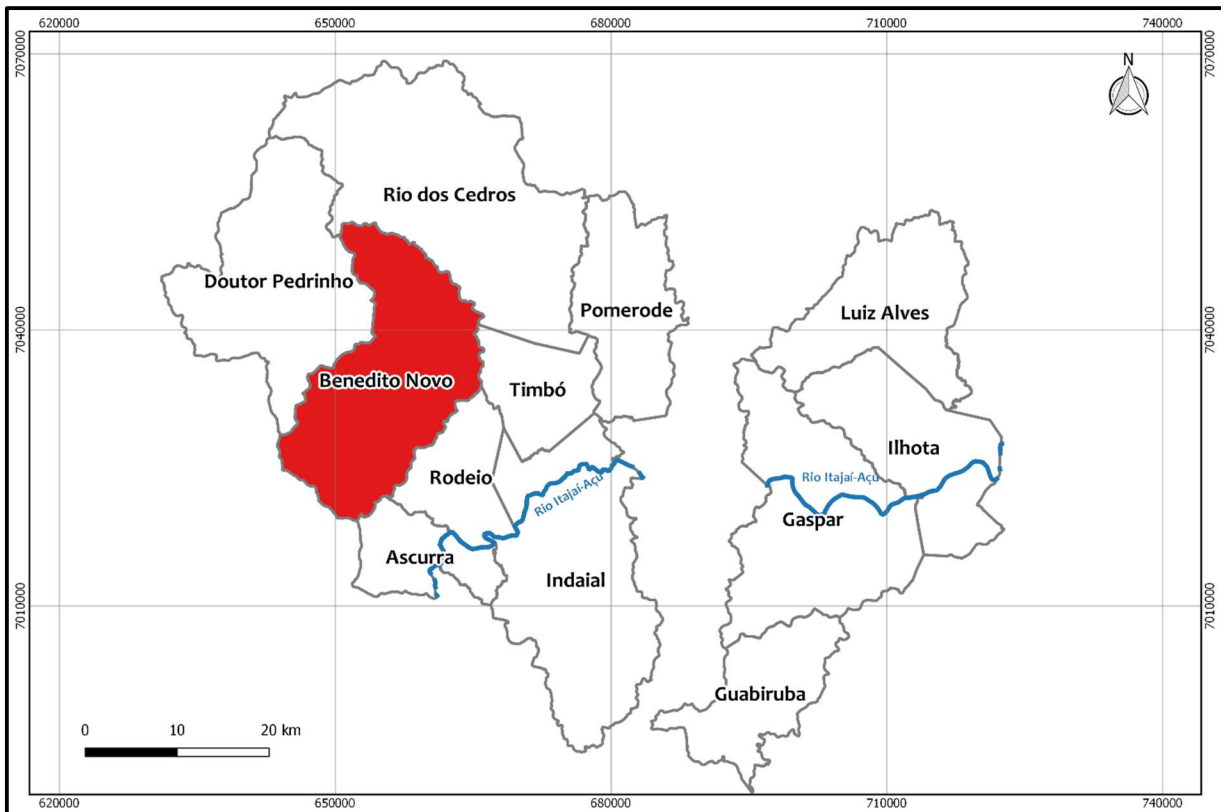 620000
650000
680000
710000
740000
7070000
7070000
N
Rio dos Cedros
Doutor Pedrinho
Pomerode
Luiz Alves
7040000
7040000
Benedito Novo
Timbó
Ilhota
Rodeio
Rio Itajaí-Açú
Rio Itajaí-Açú
Gaspar
Ascurra
Indaial
7010000
7010000
Guabiruba
0 10 20 km
620000
650000
680000
710000
740000